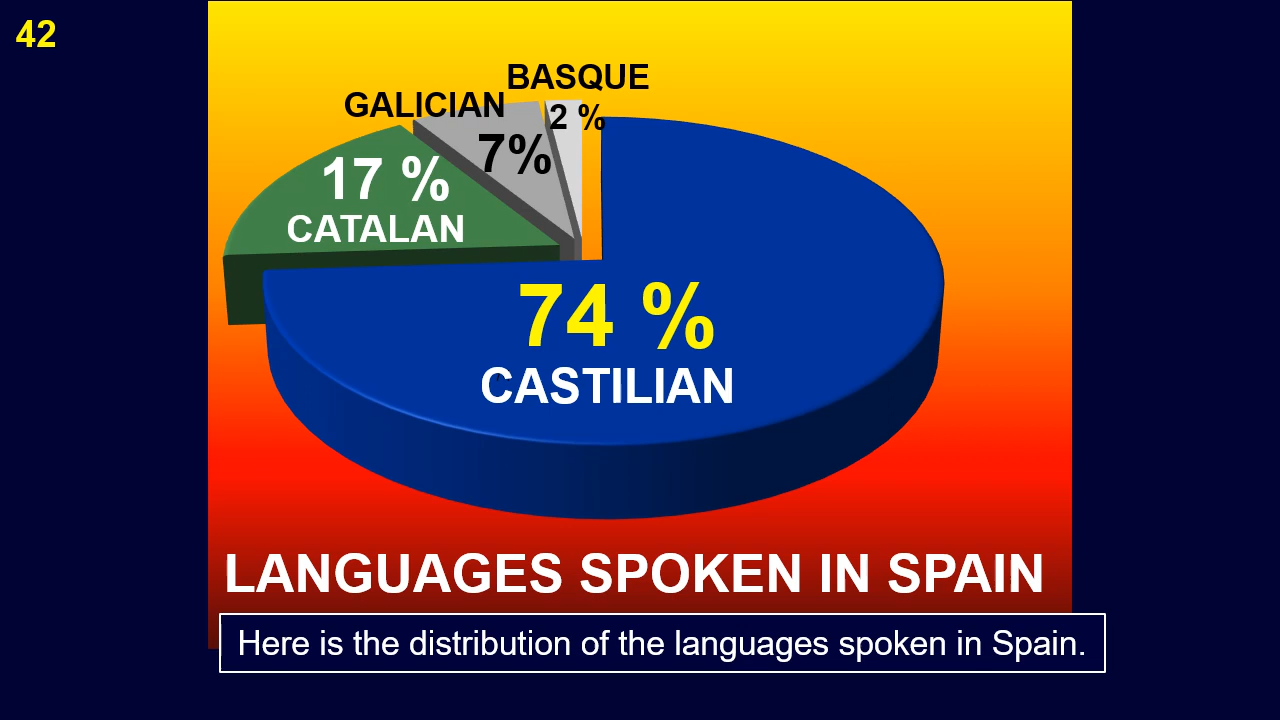 42
BASQUE
2 %
GALICIAN
7%
17 %
CATALAN
74 %
CASTILIAN
LANGUAGES SPOKEN IN SPAIN
Here is the distribution of the languages spoken in Spain.